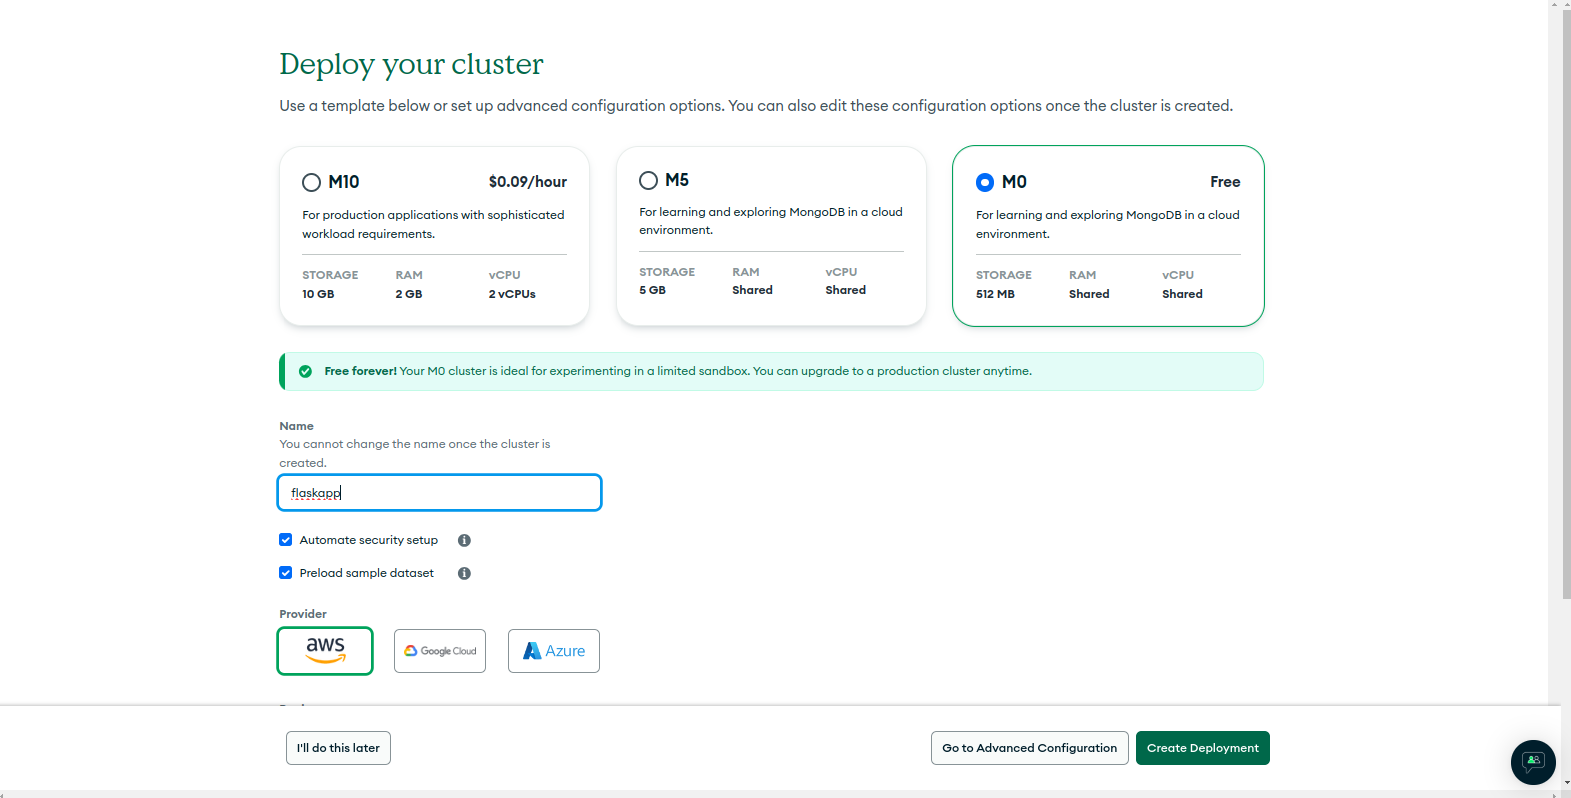 Deploy your cluster
Use a template below or set up advanced configuration options. You can also edit these configuration options once the cluster is created.
M10 $0.09/hour
For production applications with sophisticated
workload requirements.
STORAGE RAM vCPU
10 GB 2 GB 2 vCPUs
M5
For learning and exploring MongoDB in a cloud
environment.
STORAGE RAM vCPU
5 GB Shared Shared
M0 Free
For learning and exploring MongoDB in a cloud
environment.
STORAGE RAM vCPU
512 MB Shared Shared
Free forever! Your M0 cluster is ideal for experimenting in a limited sandbox. You can upgrade to a production cluster anytime.
Name
You cannot change the name once the cluster is
created.
flaskapp
Automate security setup
Preload sample dataset
Provider
aws Google Cloud Azure
I'll do this later Go to Advanced Configuration Create Deployment